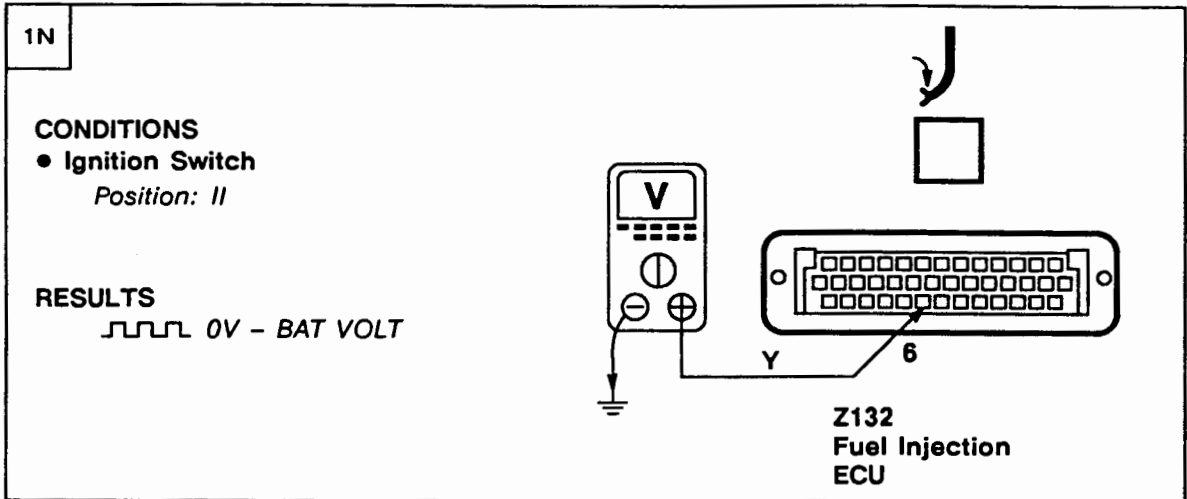 1N
CONDITIONS
● Ignition Switch
Position: II
RESULTS
0V – BAT VOLT
V
Y
6
Z132
Fuel Injection
ECU